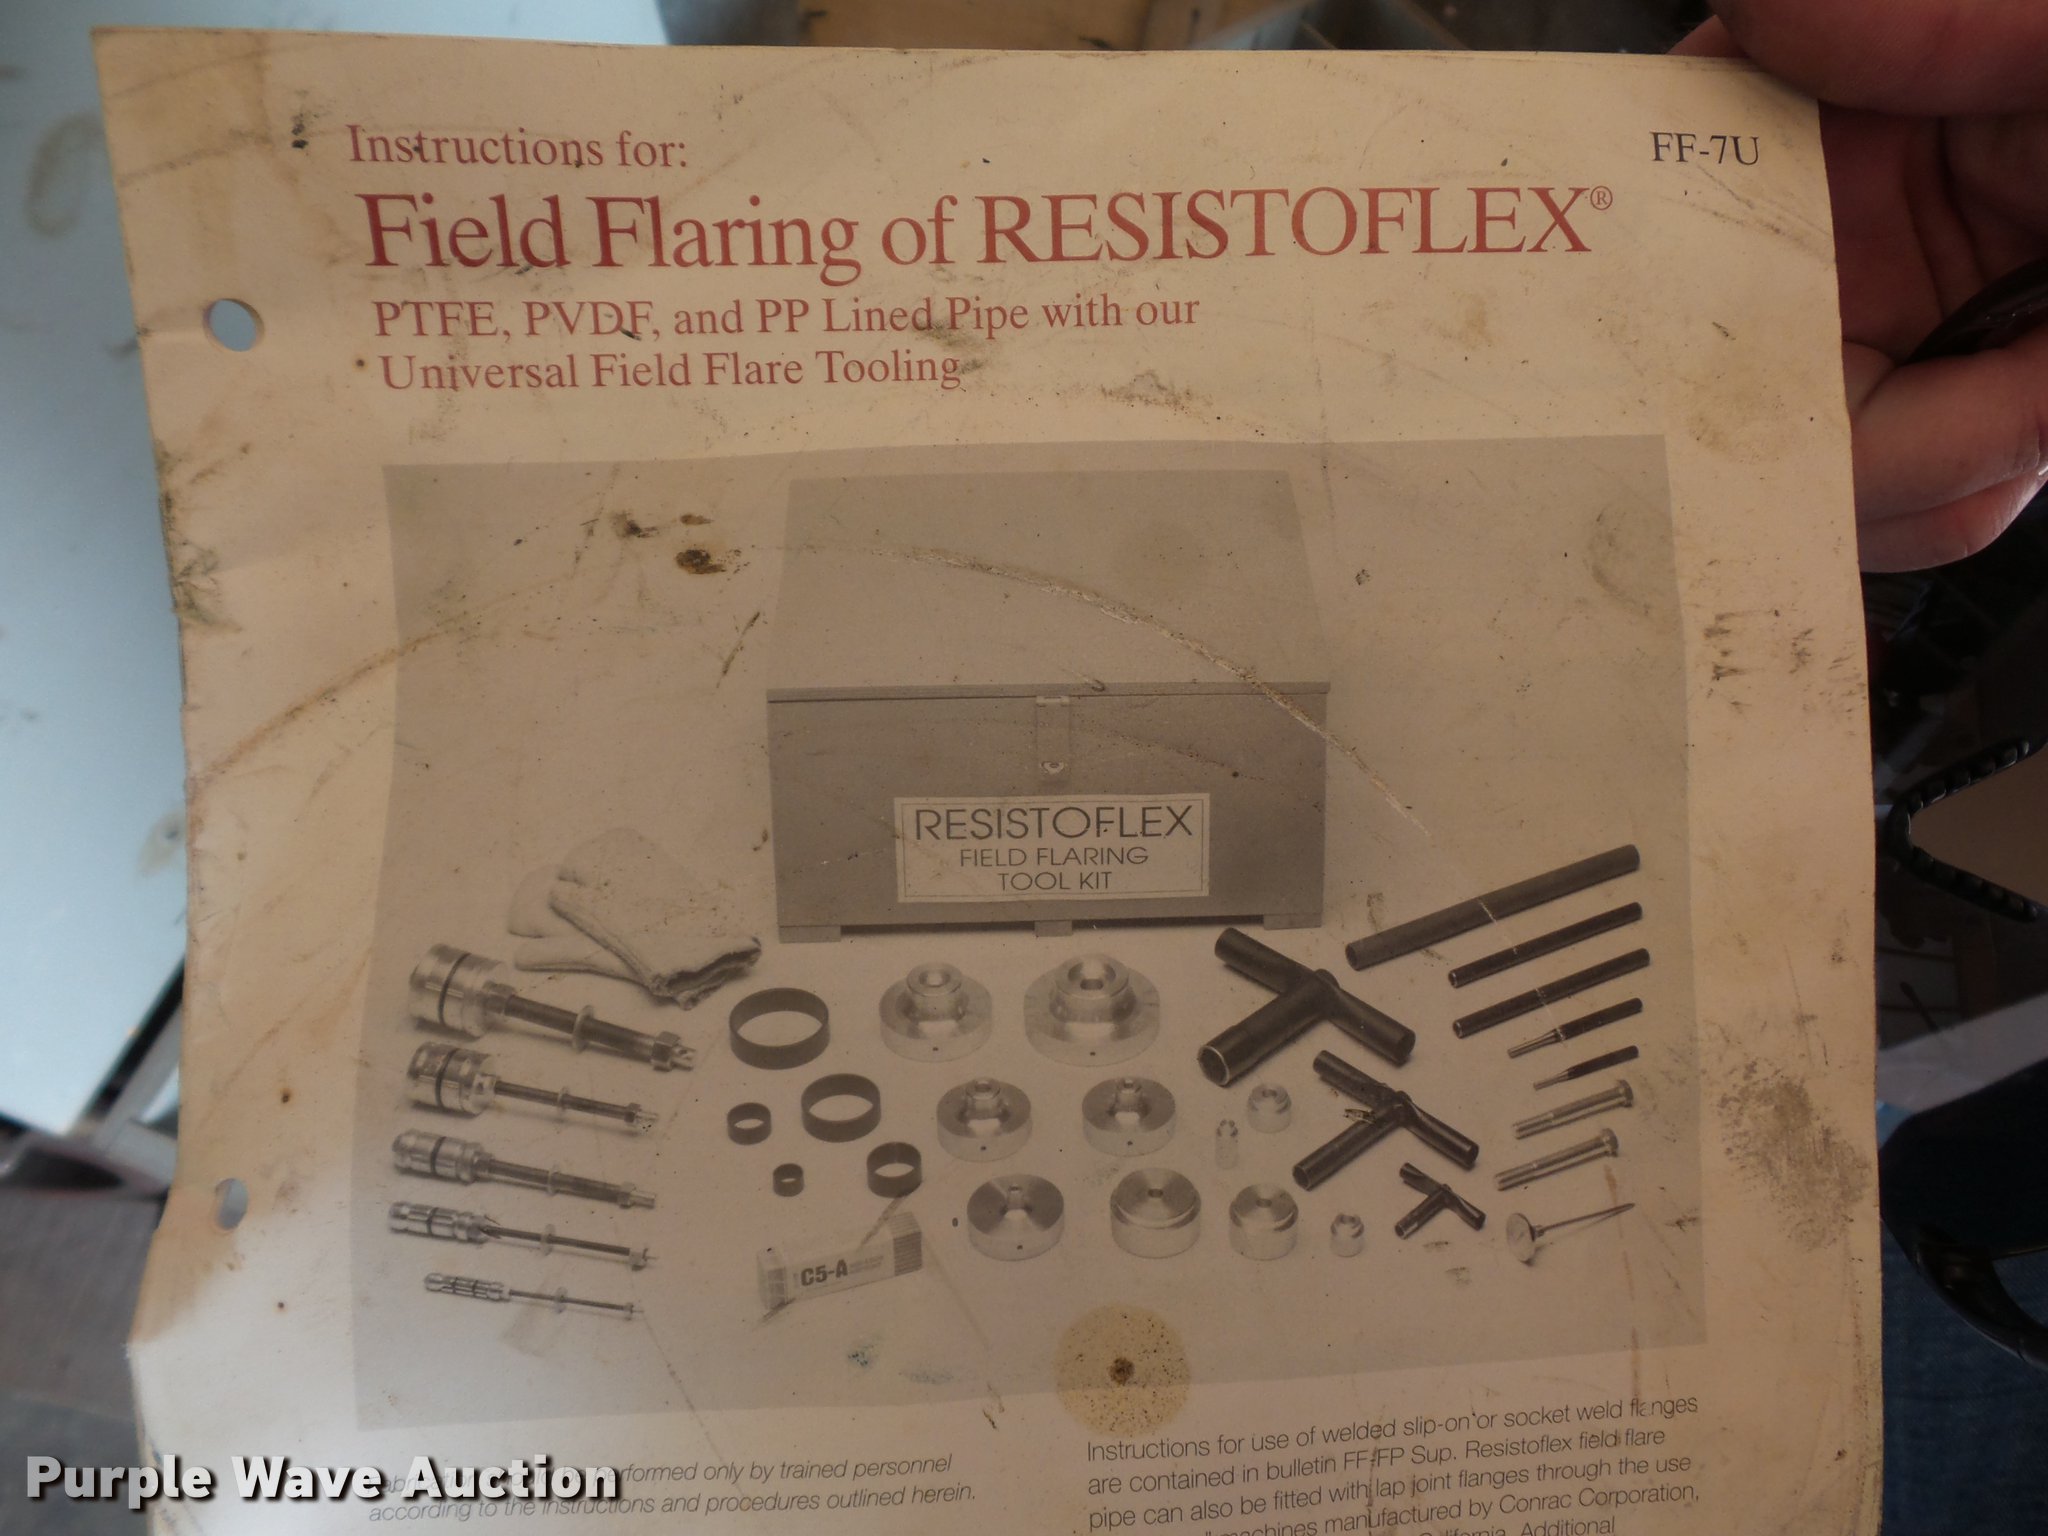 Instructions for:
FF-7U
Field Flaring of RESISTOFLEX®
PTFE, PVDF, and PP Lined Pipe with our
Universal Field Flare Tooling
RESISTOFLEX
FIELD FLARING
TOOL KIT
C5-A
performed only by trained personnel
according to the instructions and procedures outlined herein.
Instructions for use of welded slip-on or socket weld flanges
are contained in bulletin FF-FP Sup. Resistoflex field flare
pipe can also be fitted with lap joint flanges through the use
machines manufactured by Conrac Corporation,
California. Additional
Purple Wave Auction